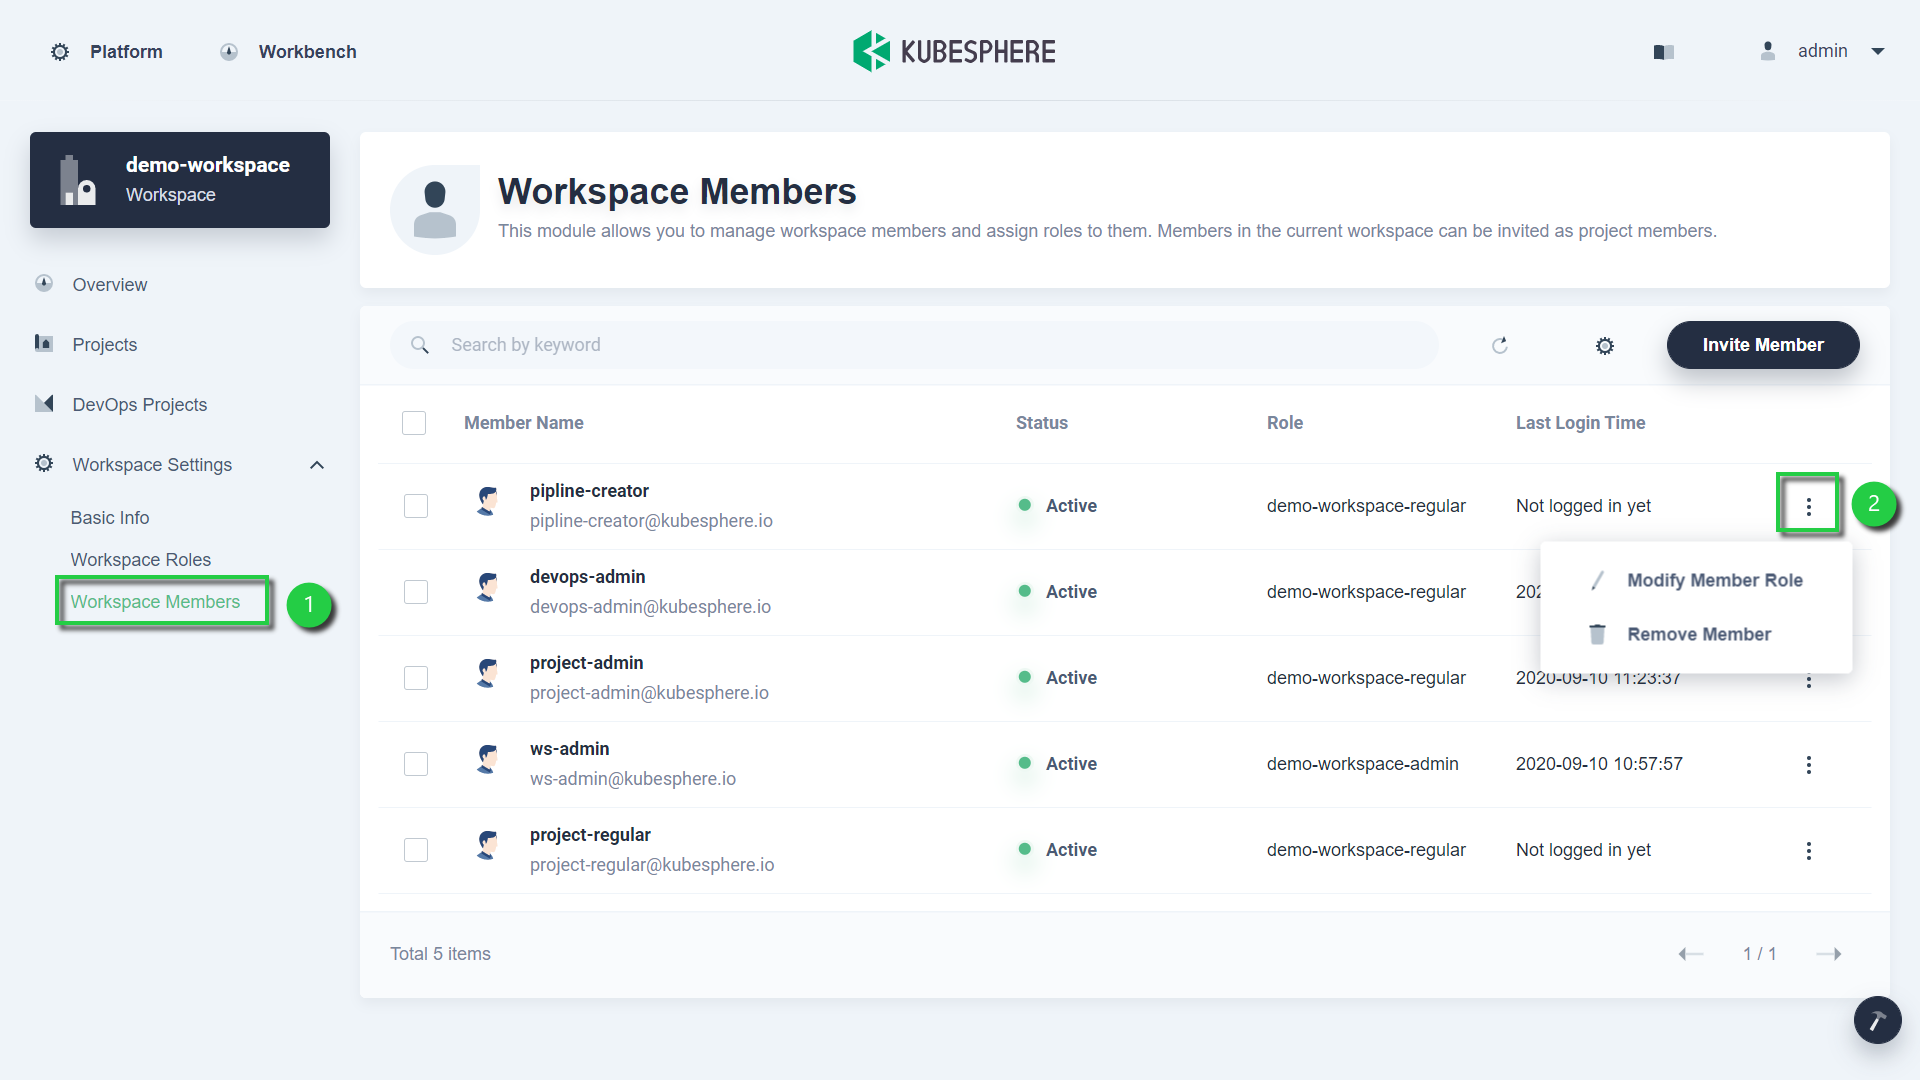 Platform
Workbench
KUBESPHERE
admin
demo-workspace
Workspace
Overview
Projects
DevOps Projects
Workspace Settings
Basic Info
Workspace Roles
Workspace Members
1
Workspace Members
This module allows you to manage workspace members and assign roles to them. Members in the current workspace can be invited as project members.
Search by keyword
Invite Member
Member Name Status Role Last Login Time
pipline-creator
pipline-creator@kubesphere.io
Active demo-workspace-regular Not logged in yet
2
Modify Member Role
Remove Member
devops-admin
devops-admin@kubesphere.io
Active demo-workspace-regular
project-admin
project-admin@kubesphere.io
Active demo-workspace-regular 2020-09-10 11:23:37
ws-admin
ws-admin@kubesphere.io
Active demo-workspace-admin 2020-09-10 10:57:57
project-regular
project-regular@kubesphere.io
Active demo-workspace-regular Not logged in yet
Total 5 items
1 / 1